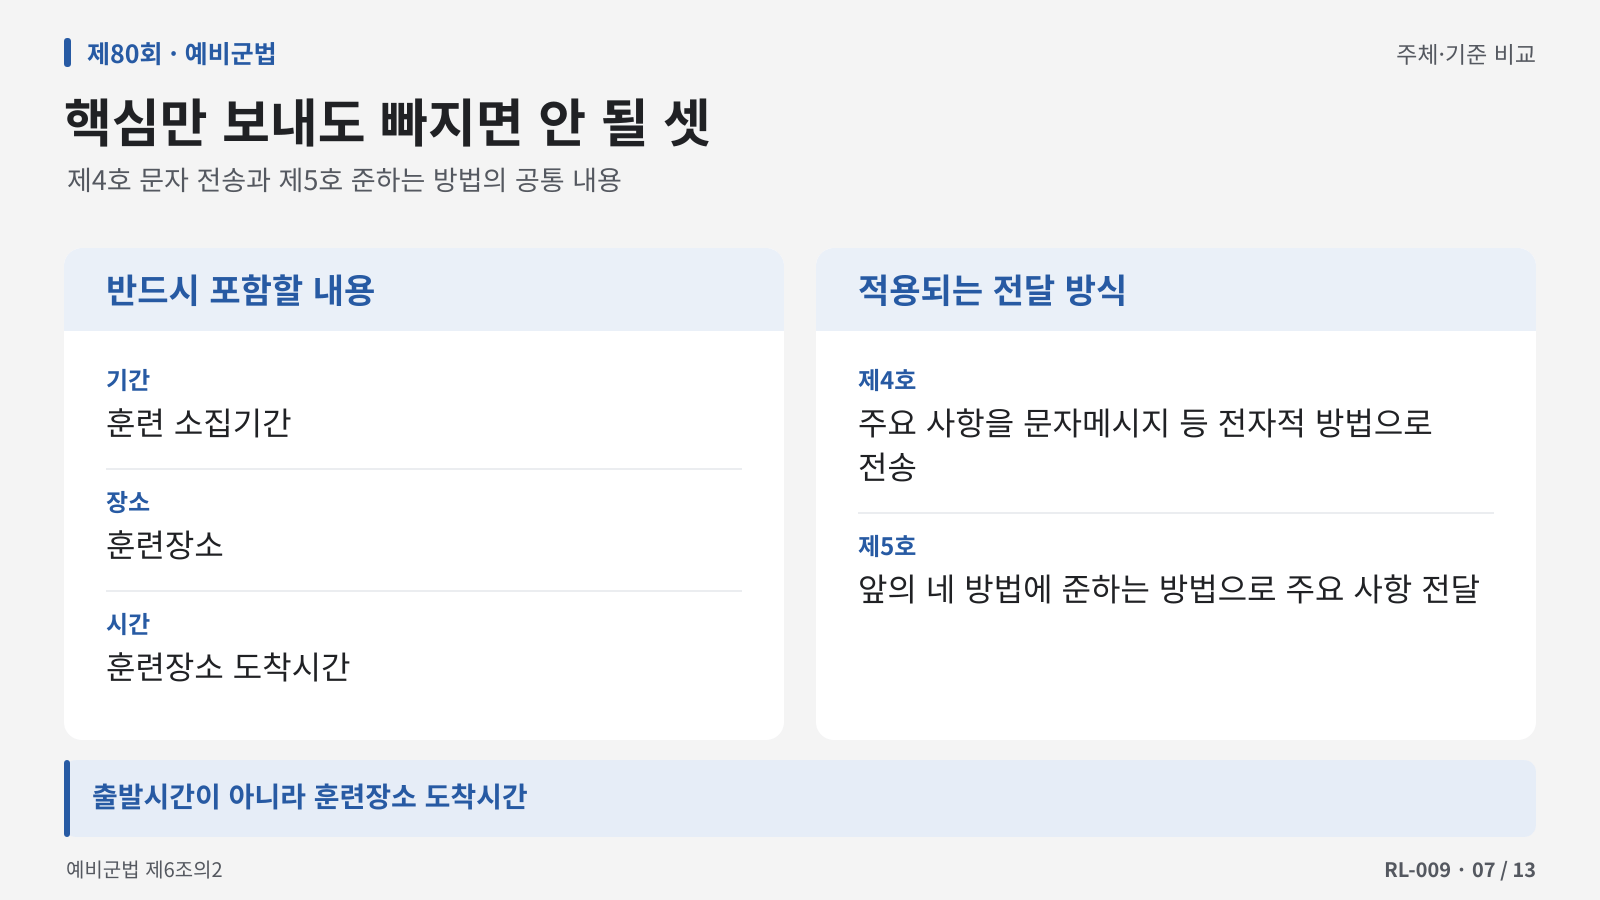 제80회 · 예비군법
주체·기준 비교
핵심만 보내도 빠지면 안 될 셋
제4호 문자 전송과 제5호 준하는 방법의 공통 내용
반드시 포함할 내용
기간
훈련 소집기간
장소
훈련장소
시간
훈련장소 도착시간
적용되는 전달 방식
제4호
주요 사항을 문자메시지 등 전자적 방법으로
전송
제5호
앞의 네 방법에 준하는 방법으로 주요 사항 전달
출발시간이 아니라 훈련장소 도착시간
예비군법 제6조의2
RL-009 · 07 / 13